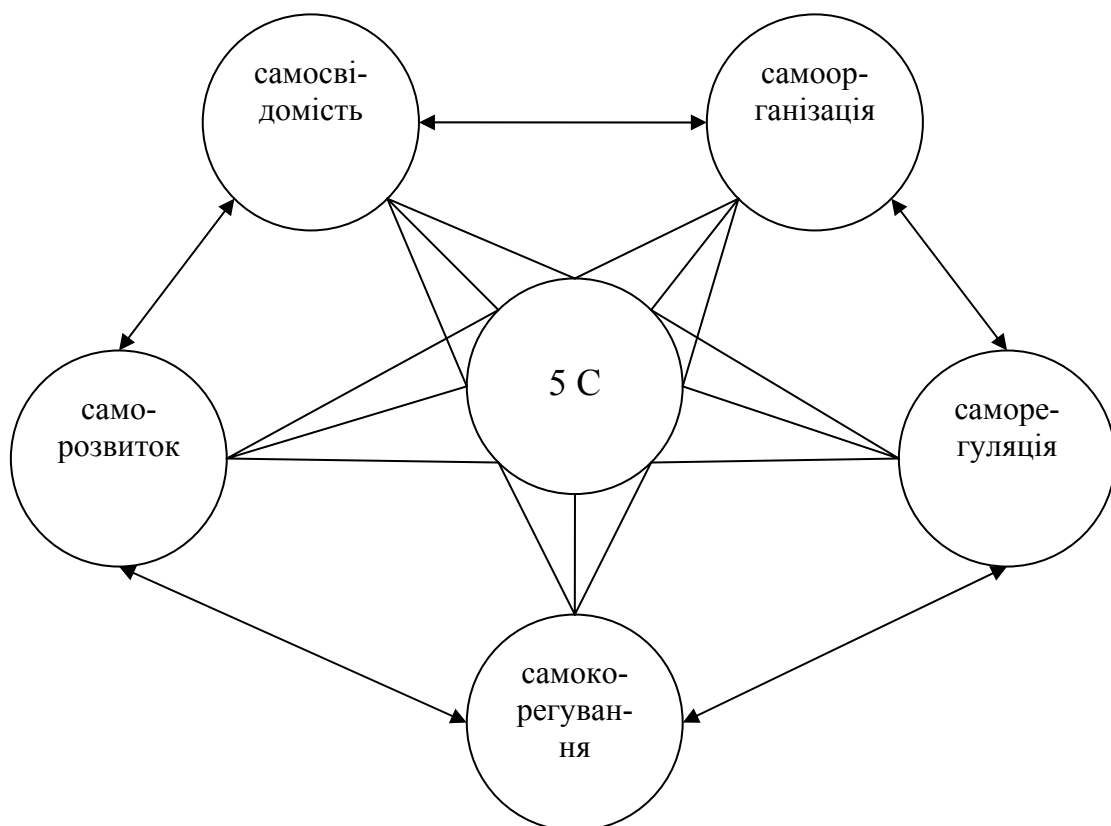 самосві-
домість
самоор-
ганізація
5 С
само-
розвиток
саморе-
гуляція
самоко-
регуван-
ня